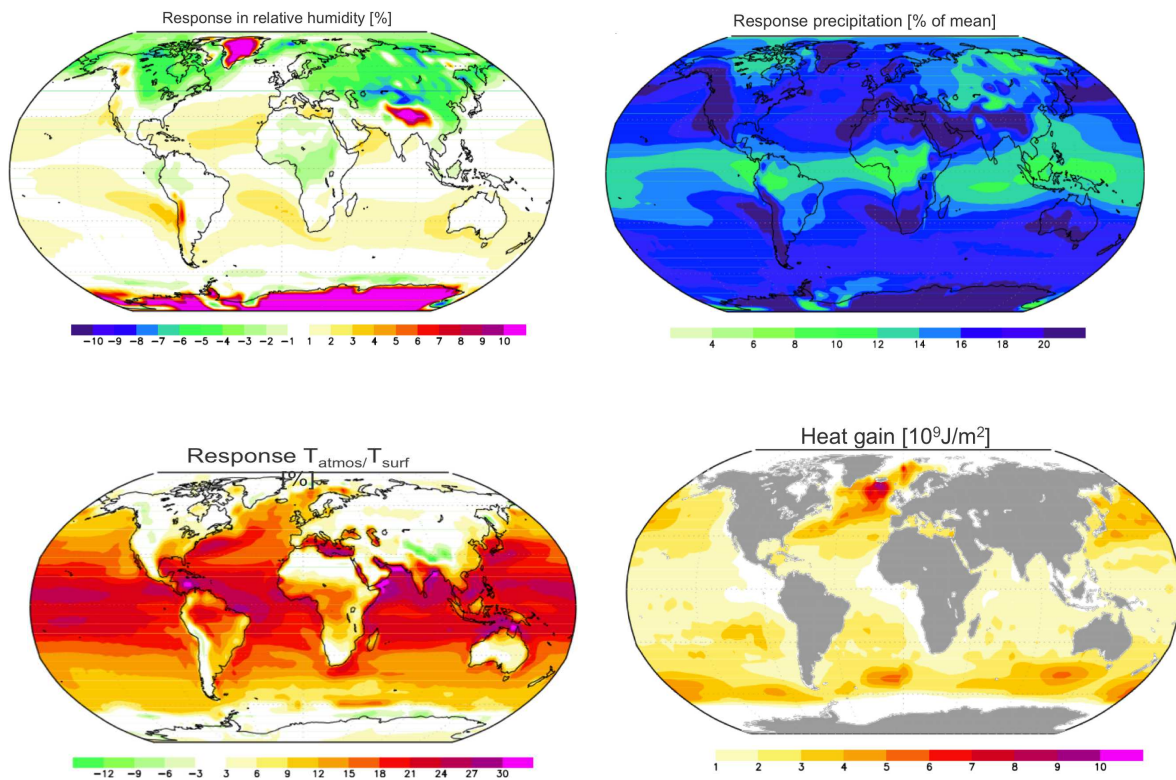 Response in relative humidity [%]
Response precipitation [% of mean]
−10 −9 −8 −7 −6 −5 −4 −3 −2 −1 1 2 3 4 5 6 7 8 9 10
4 6 8 10 12 14 16 18 20
Response Tatmos/Tsurf
[%]
Heat gain [10⁹J/m²]
−12 −9 −6 −3 3 6 9 12 15 18 21 24 27 30
1 2 3 4 5 6 7 8 9 10